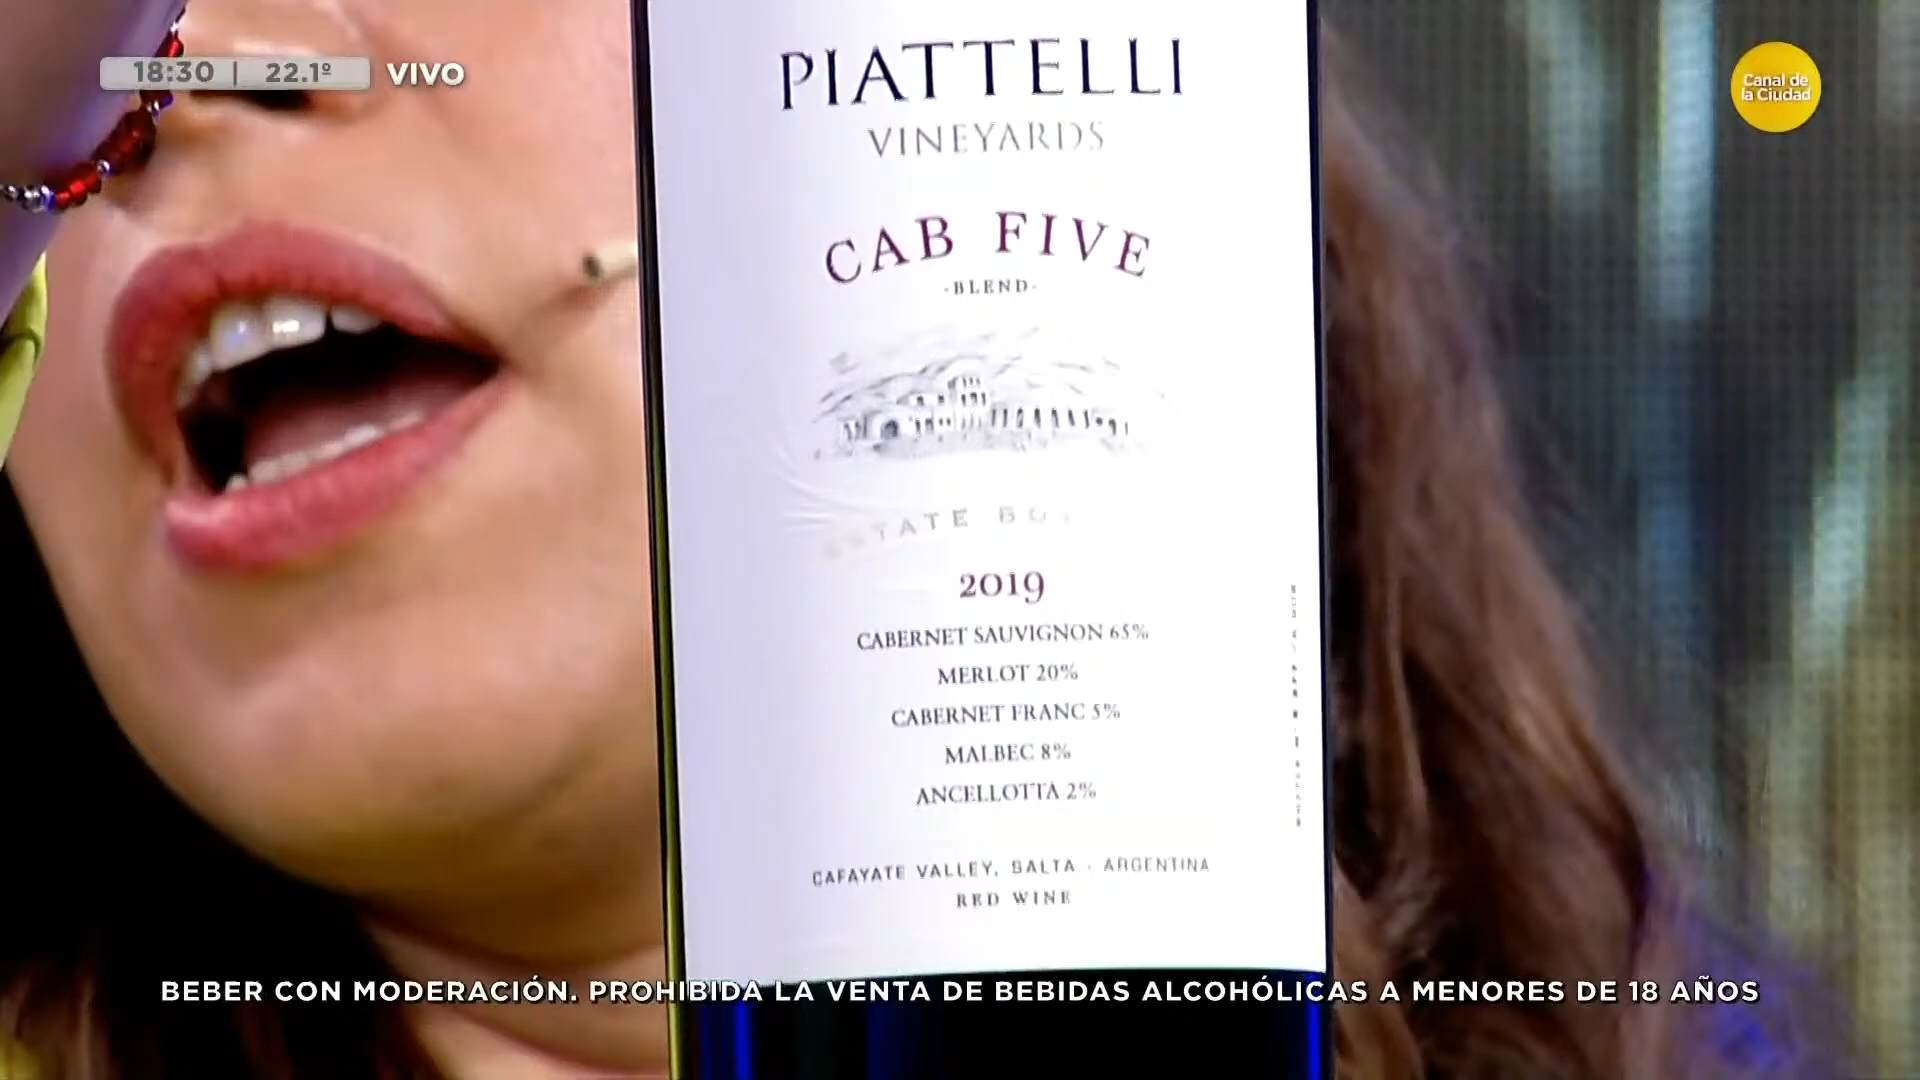 18:30 | 22.1º VIVO
Canal de
la Ciudad
PIATTELLI
VINEYARDS
CAB FIVE
-BLEND-
2019
CABERNET SAUVIGNON 65%
MERLOT 20%
CABERNET FRANC 5%
MALBEC 8%
ANCELLOTTA 2%
CAFAYATE VALLEY, SALTA · ARGENTINA
RED WINE
BEBER CON MODERACIÓN. PROHIBIDA LA VENTA DE BEBIDAS ALCOHÓLICAS A MENORES DE 18 AÑOS